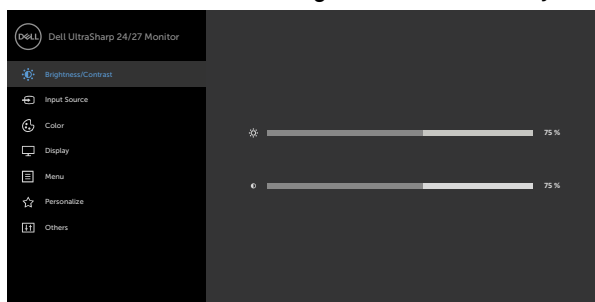 DELL Dell UltraSharp 24/27 Monitor
Brightness/Contrast
Input Source
Color
75 %
Display
Menu
75 %
Personalize
Others